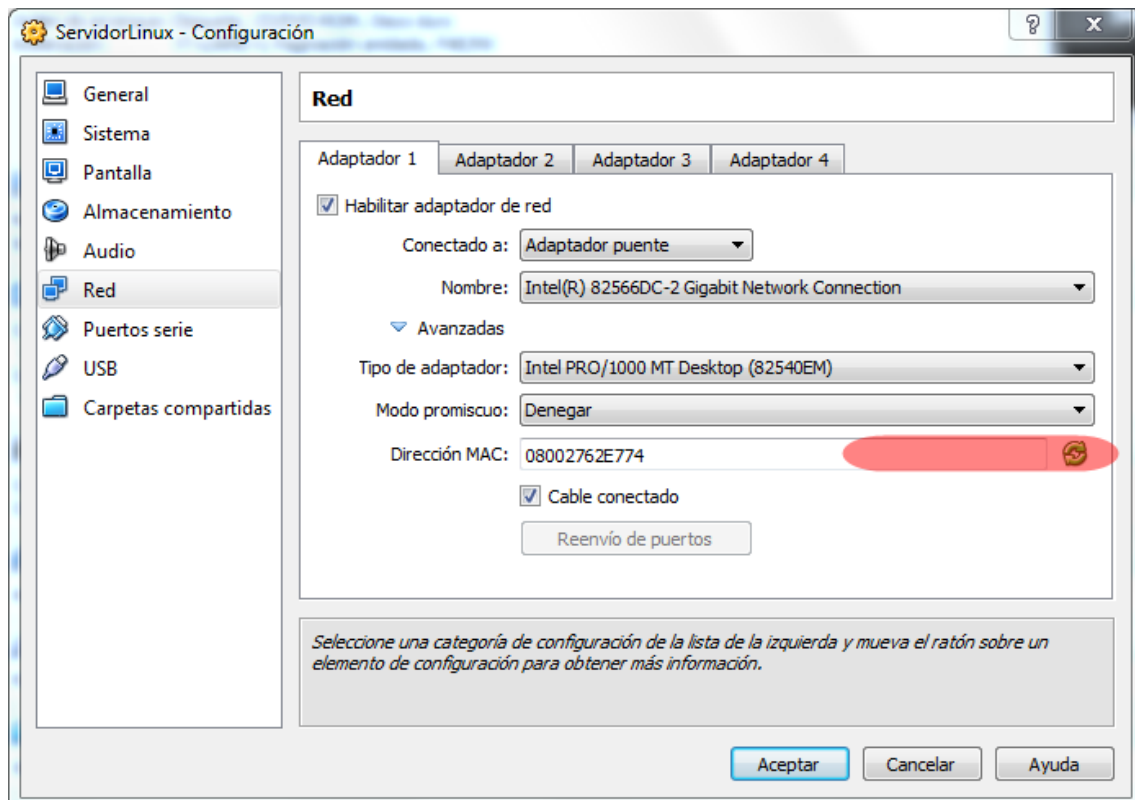 ServidorLinux - Configuración
General
Sistema
Pantalla
Almacenamiento
Audio
Red
Puertos serie
USB
Carpetas compartidas
Red
Adaptador 1 Adaptador 2 Adaptador 3 Adaptador 4
Habilitar adaptador de red
Conectado a: Adaptador puente
Nombre: Intel(R) 82566DC-2 Gigabit Network Connection
Avanzadas
Tipo de adaptador: Intel PRO/1000 MT Desktop (82540EM)
Modo promiscuo: Denegar
Dirección MAC: 08002762E774
Cable conectado
Reenvío de puertos
Seleccione una categoría de configuración de la lista de la izquierda y mueva el ratón sobre un
elemento de configuración para obtener más información.
Aceptar Cancelar Ayuda